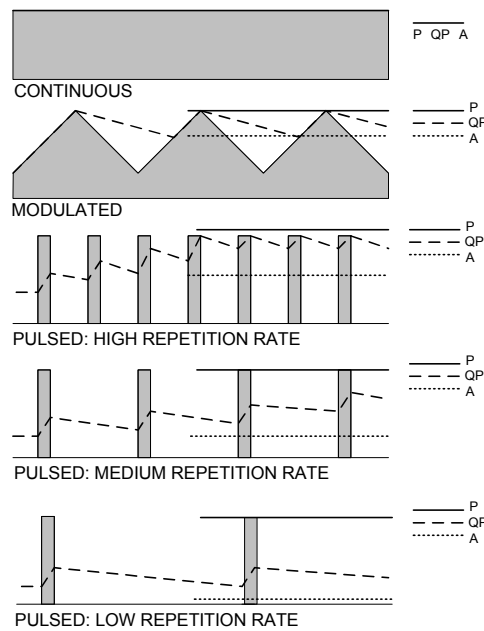 P QP A
CONTINUOUS
P
QP
A
MODULATED
P
QP
A
PULSED: HIGH REPETITION RATE
P
QP
A
PULSED: MEDIUM REPETITION RATE
P
QP
A
PULSED: LOW REPETITION RATE